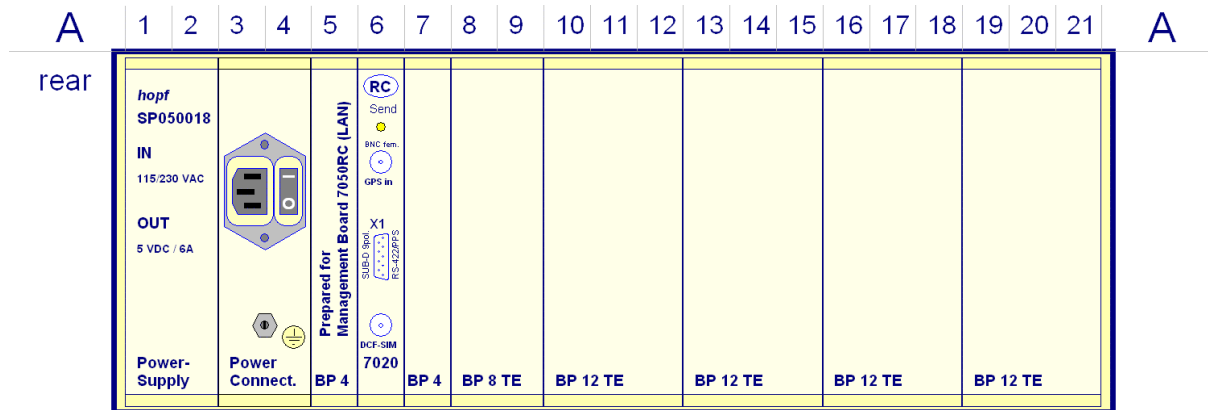 A 1 2 3 4 5 6 7 8 9 10 11 12 13 14 15 16 17 18 19 20 21 A
rear
hopf
SP050018
IN
115/230 VAC
OUT
5 VDC / 6A
Power-
Supply
I
O
Power
Connect.
Prepared for
Management Board 7050RC (LAN)
BP 4
RC
Send
BNC fem.
GPS in
X1
SUB-D 9pol.
RS-422/PPS
DCF-SIM
7020
BP 4
BP 8 TE
BP 12 TE
BP 12 TE
BP 12 TE
BP 12 TE